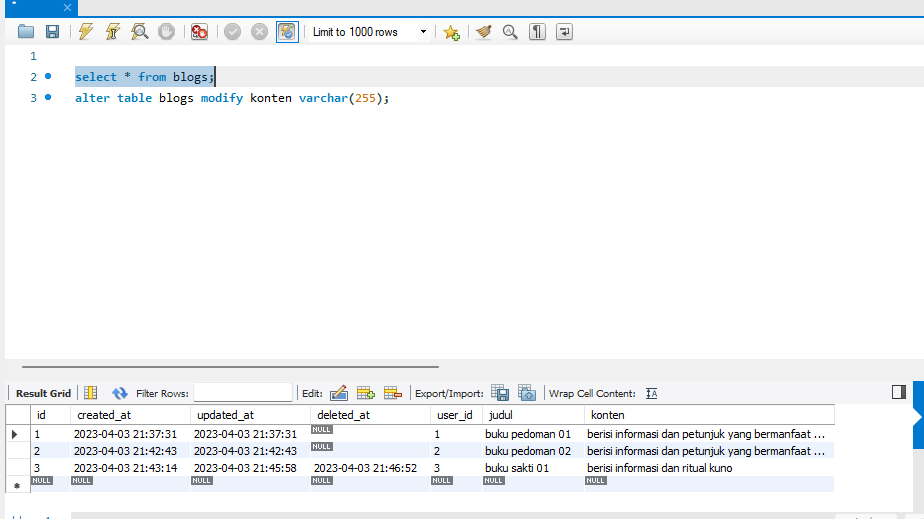 Limit to 1000 rows
1
2 select * from blogs;
3 alter table blogs modify konten varchar(255);
Result Grid Filter Rows: Edit: Export/Import: Wrap Cell Content: IA
id created_at updated_at deleted_at user_id judul konten
1 2023-04-03 21:37:31 2023-04-03 21:37:31 NULL 1 buku pedoman 01 berisi informasi dan petunjuk yang bermanfaat ...
2 2023-04-03 21:42:43 2023-04-03 21:42:43 NULL 2 buku pedoman 02 berisi informasi dan petunjuk yang bermanfaat ...
3 2023-04-03 21:43:14 2023-04-03 21:45:58 2023-04-03 21:46:52 3 buku sakti 01 berisi informasi dan ritual kuno
NULL NULL NULL NULL NULL NULL NULL